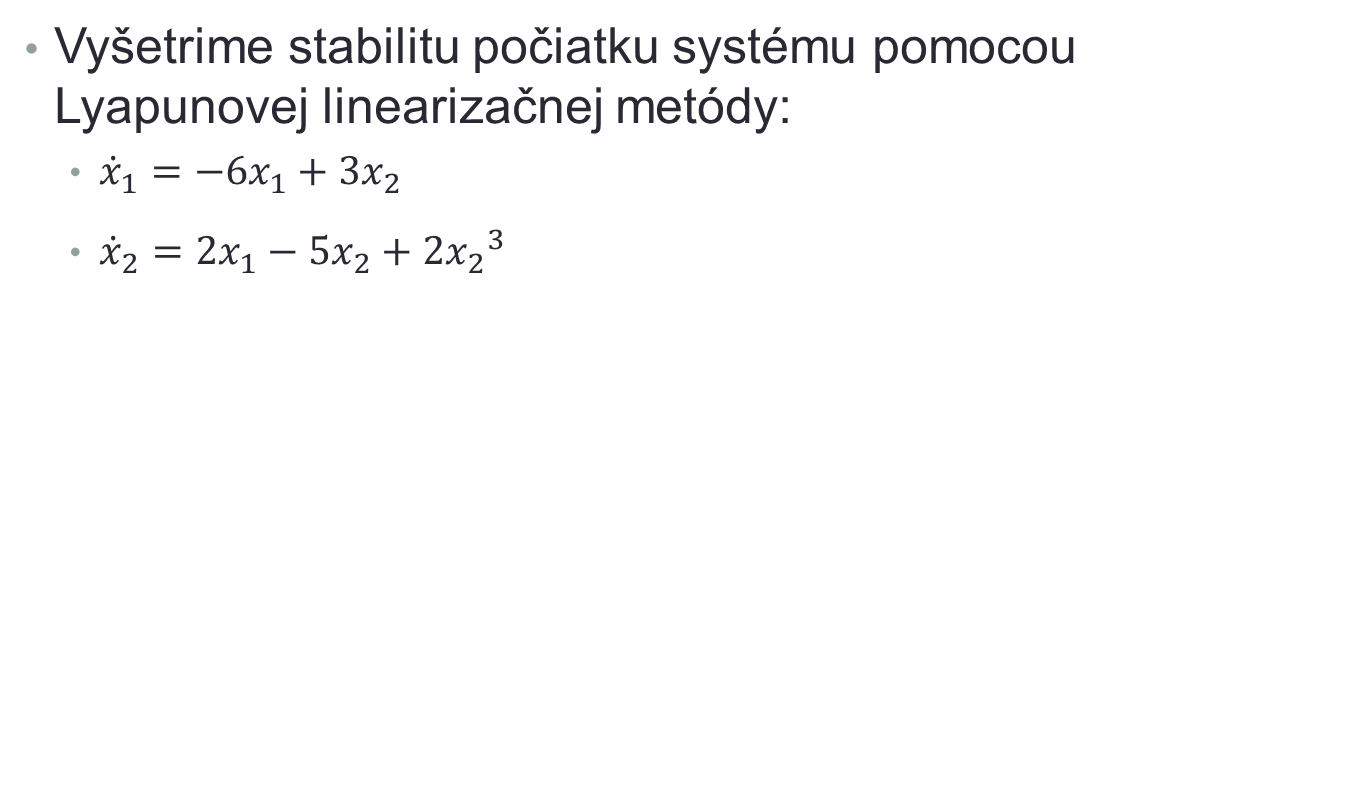 • Vyšetrime stabilitu počiatku systému pomocou
Lyapunovej linearizačnej metódy:
• ẋ₁ = −6x₁ + 3x₂
• ẋ₂ = 2x₁ − 5x₂ + 2x₂³